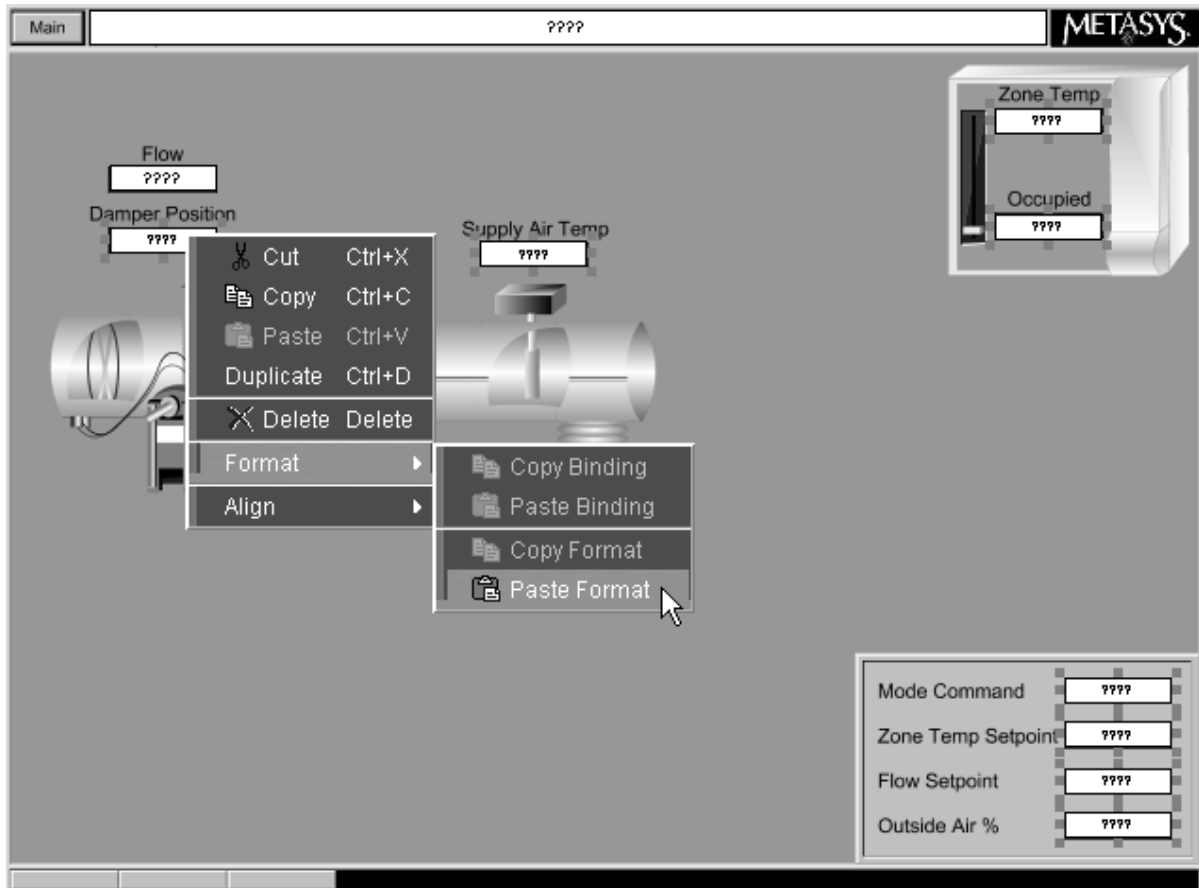 Main
????
METASYS.
Zone Temp
????
Flow
????
Occupied
????
Damper Position
????
Supply Air Temp
????
Cut Ctrl+X
Copy Ctrl+C
Paste Ctrl+V
Duplicate Ctrl+D
Delete Delete
Format
Align
Copy Binding
Paste Binding
Copy Format
Paste Format
Mode Command ????
Zone Temp Setpoint ????
Flow Setpoint ????
Outside Air % ????